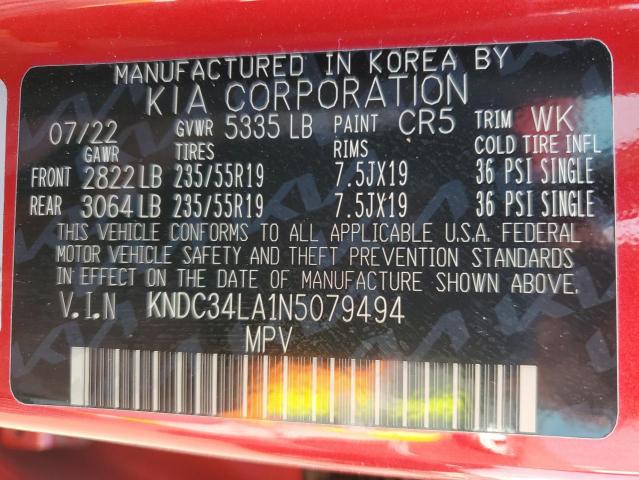 MANUFACTURED IN KOREA BY
KIA CORPORATION
07/22 GVWR 5335 LB PAINT CR5 TRIM WK
GAWR TIRES RIMS COLD TIRE INFL
FRONT 2822 LB 235/55R19 7.5JX19 36 PSI SINGLE
REAR 3064 LB 235/55R19 7.5JX19 36 PSI SINGLE
THIS VEHICLE CONFORMS TO ALL APPLICABLE U.S.A. FEDERAL
MOTOR VEHICLE SAFETY AND THEFT PREVENTION STANDARDS
IN EFFECT ON THE DATE OF MANUFACTURE SHOWN ABOVE.
V.I.N KNDC34LA1N5079494
MPV